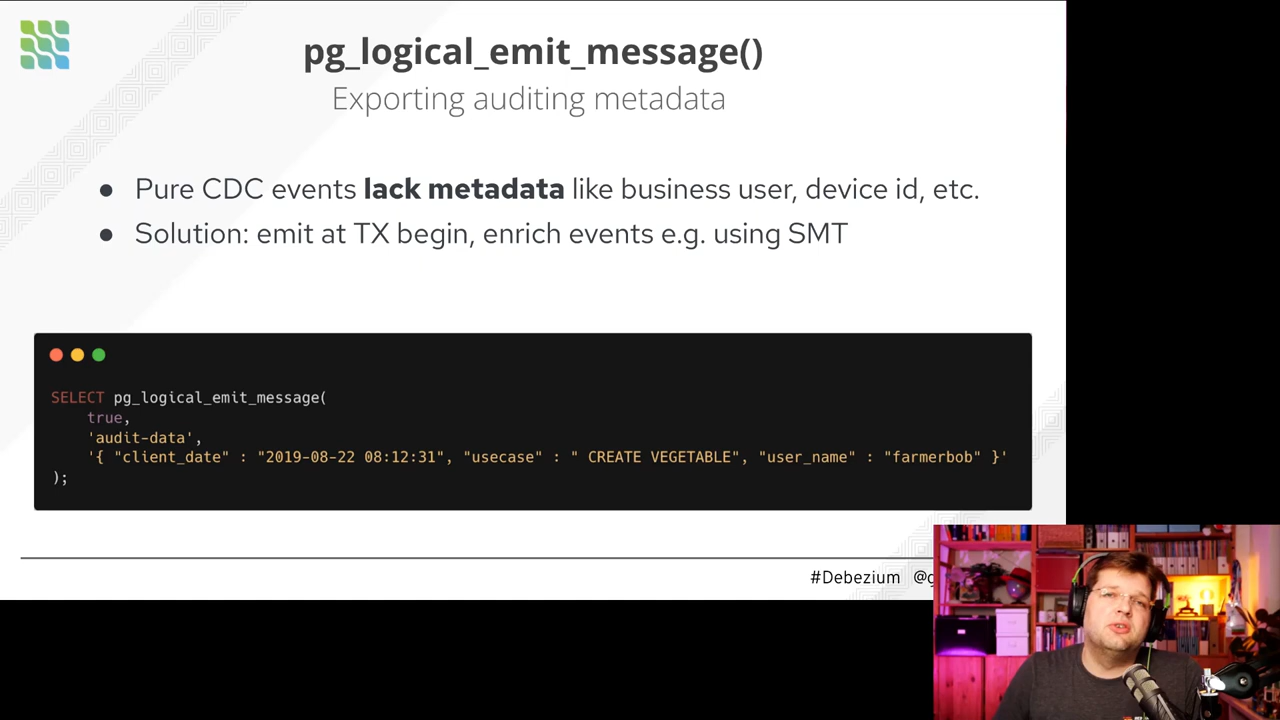 pg_logical_emit_message()
Exporting auditing metadata
● Pure CDC events lack metadata like business user, device id, etc.
● Solution: emit at TX begin, enrich events e.g. using SMT
SELECT pg_logical_emit_message(
true,
'audit-data',
'{ "client_date" : "2019-08-22 08:12:31", "usecase" : " CREATE VEGETABLE", "user_name" : "farmerbob" }'
);
#Debezium @g